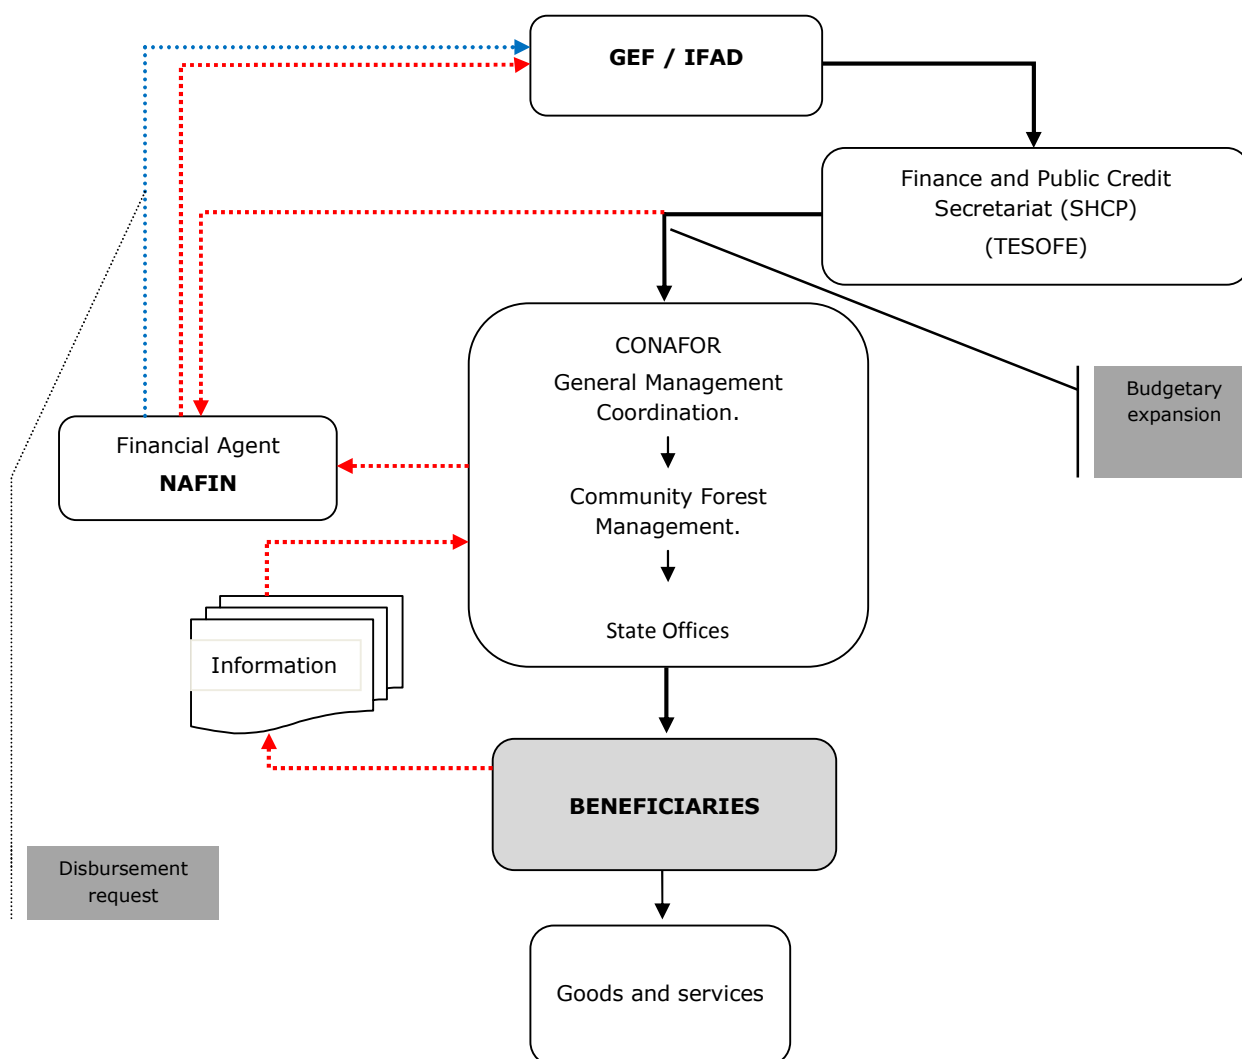 GEF / IFAD
Finance and Public Credit
Secretariat (SHCP)
(TESOFE)
CONAFOR
General Management
Coordination.
Budgetary
expansion
Financial Agent
NAFIN
Community Forest
Management.
State Offices
Information
BENEFICIARIES
Disbursement
request
Goods and services